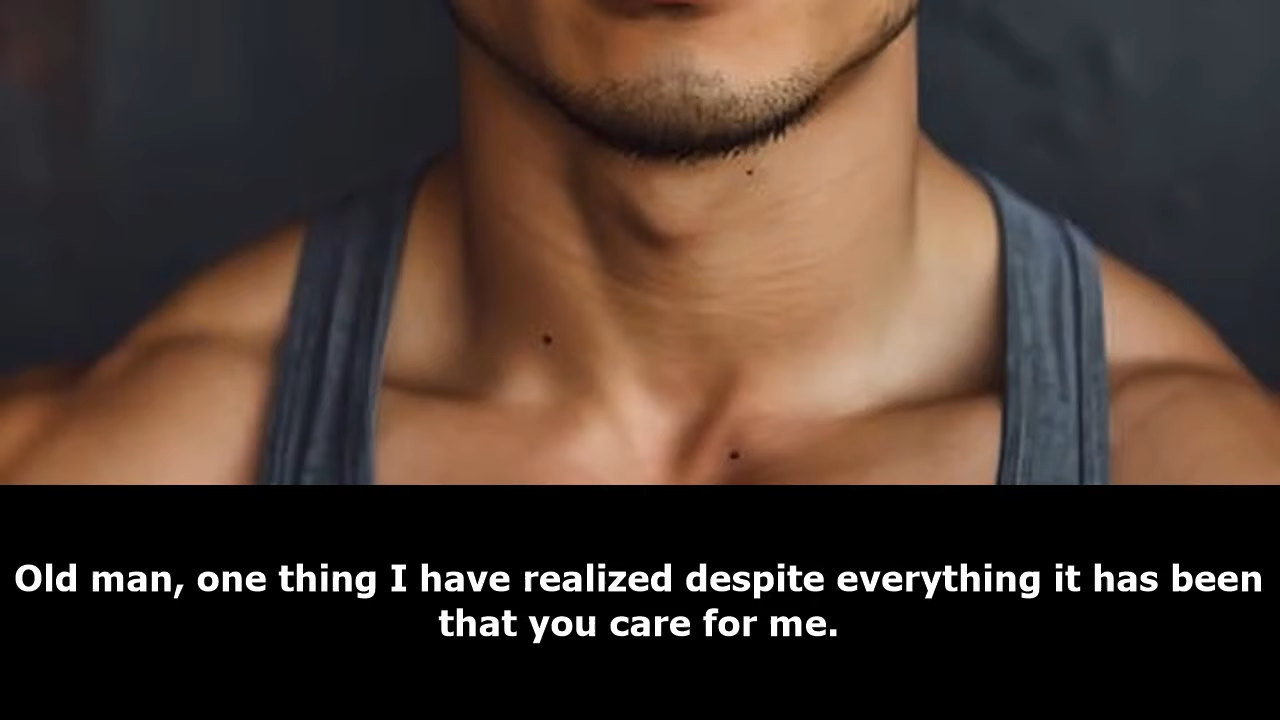 Old man, one thing I have realized despite everything it has been
that you care for me.